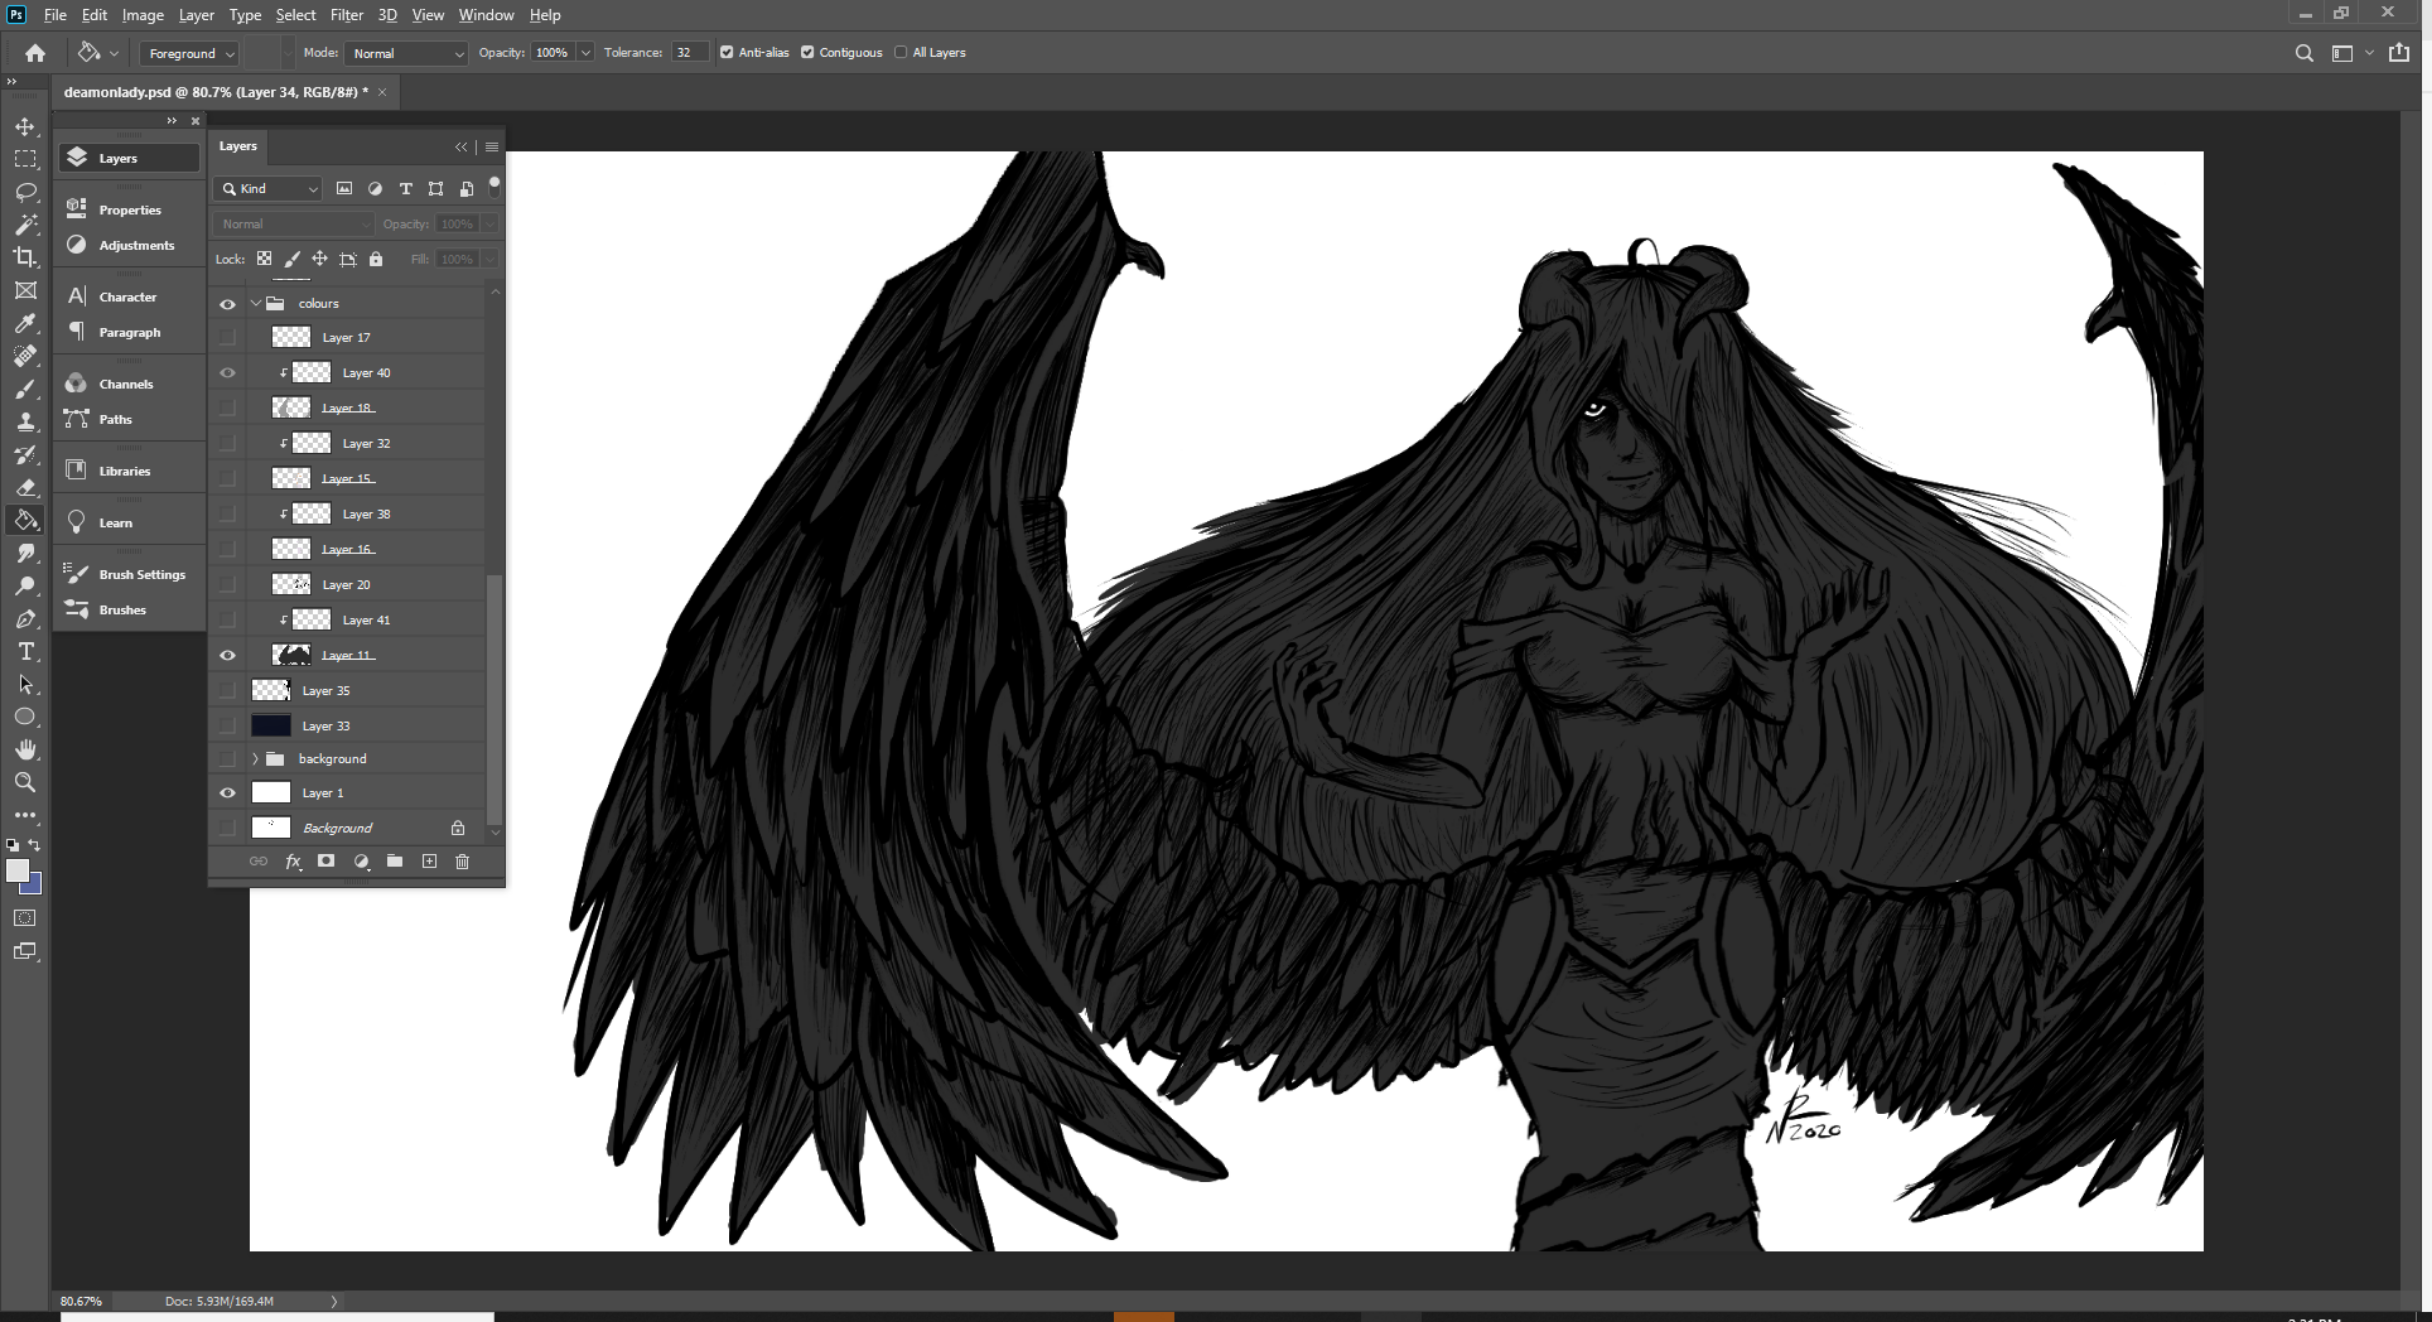 Ps File Edit Image Layer Type Select Filter 3D View Window Help
Foreground Mode: Normal Opacity: 100% Tolerance: 32 Anti-alias Contiguous All Layers
deamonlady.psd @ 80.7% (Layer 34, RGB/8#) *
Layers
Properties
Adjustments
Character
Paragraph
Channels
Paths
Libraries
Learn
Brush Settings
Brushes
Layers
Kind
Normal Opacity: 100%
Lock: Fill: 100%
colours
Layer 17
Layer 40
Layer 18
Layer 32
Layer 15
Layer 38
Layer 16
Layer 20
Layer 41
Layer 11
Layer 35
Layer 33
background
Layer 1
Background
fx
N 2020
80.67% Doc: 5.93M/169.4M